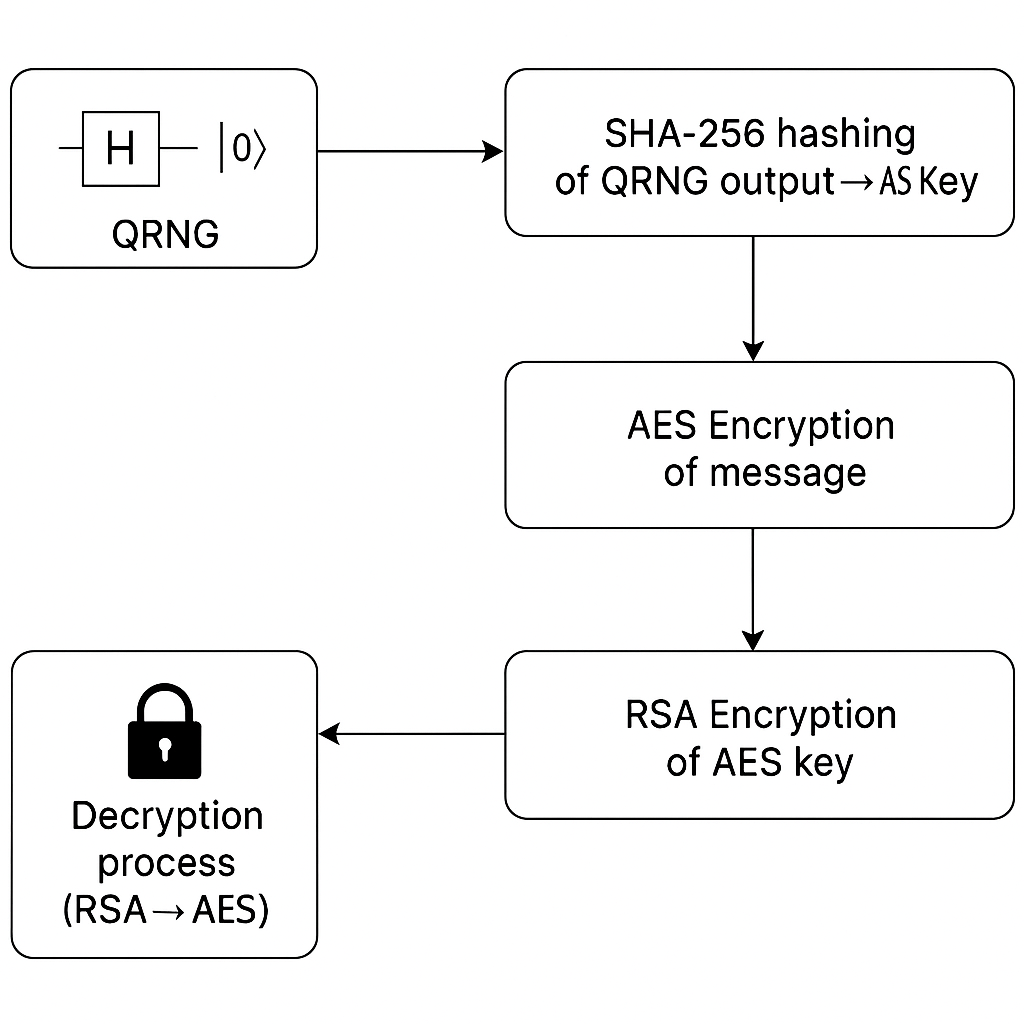 H |0⟩
QRNG
SHA-256 hashing
of QRNG output→AS Key
AES Encryption
of message
RSA Encryption
of AES key
Decryption
process
(RSA→AES)